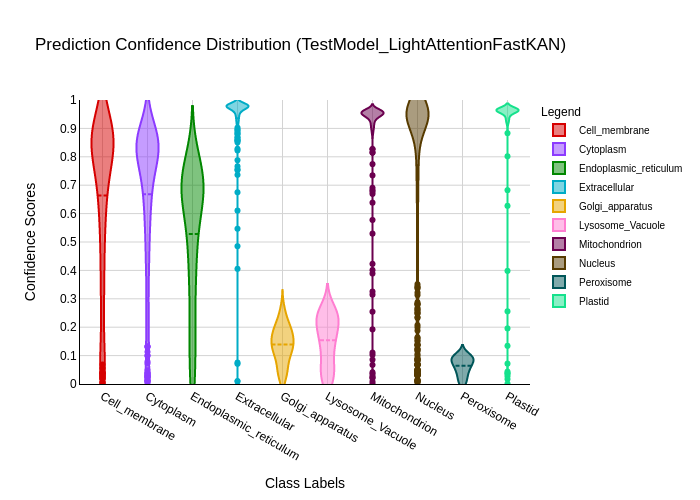 Prediction Confidence Distribution (TestModel_LightAttentionFastKAN)
1
0.9
0.8
0.7
0.6
0.5
0.4
0.3
0.2
0.1
0
Confidence Scores
Cell_membrane
Cytoplasm
Endoplasmic_reticulum
Extracellular
Golgi_apparatus
Lysosome_Vacuole
Mitochondrion
Nucleus
Peroxisome
Plastid
Class Labels
Legend
Cell_membrane
Cytoplasm
Endoplasmic_reticulum
Extracellular
Golgi_apparatus
Lysosome_Vacuole
Mitochondrion
Nucleus
Peroxisome
Plastid